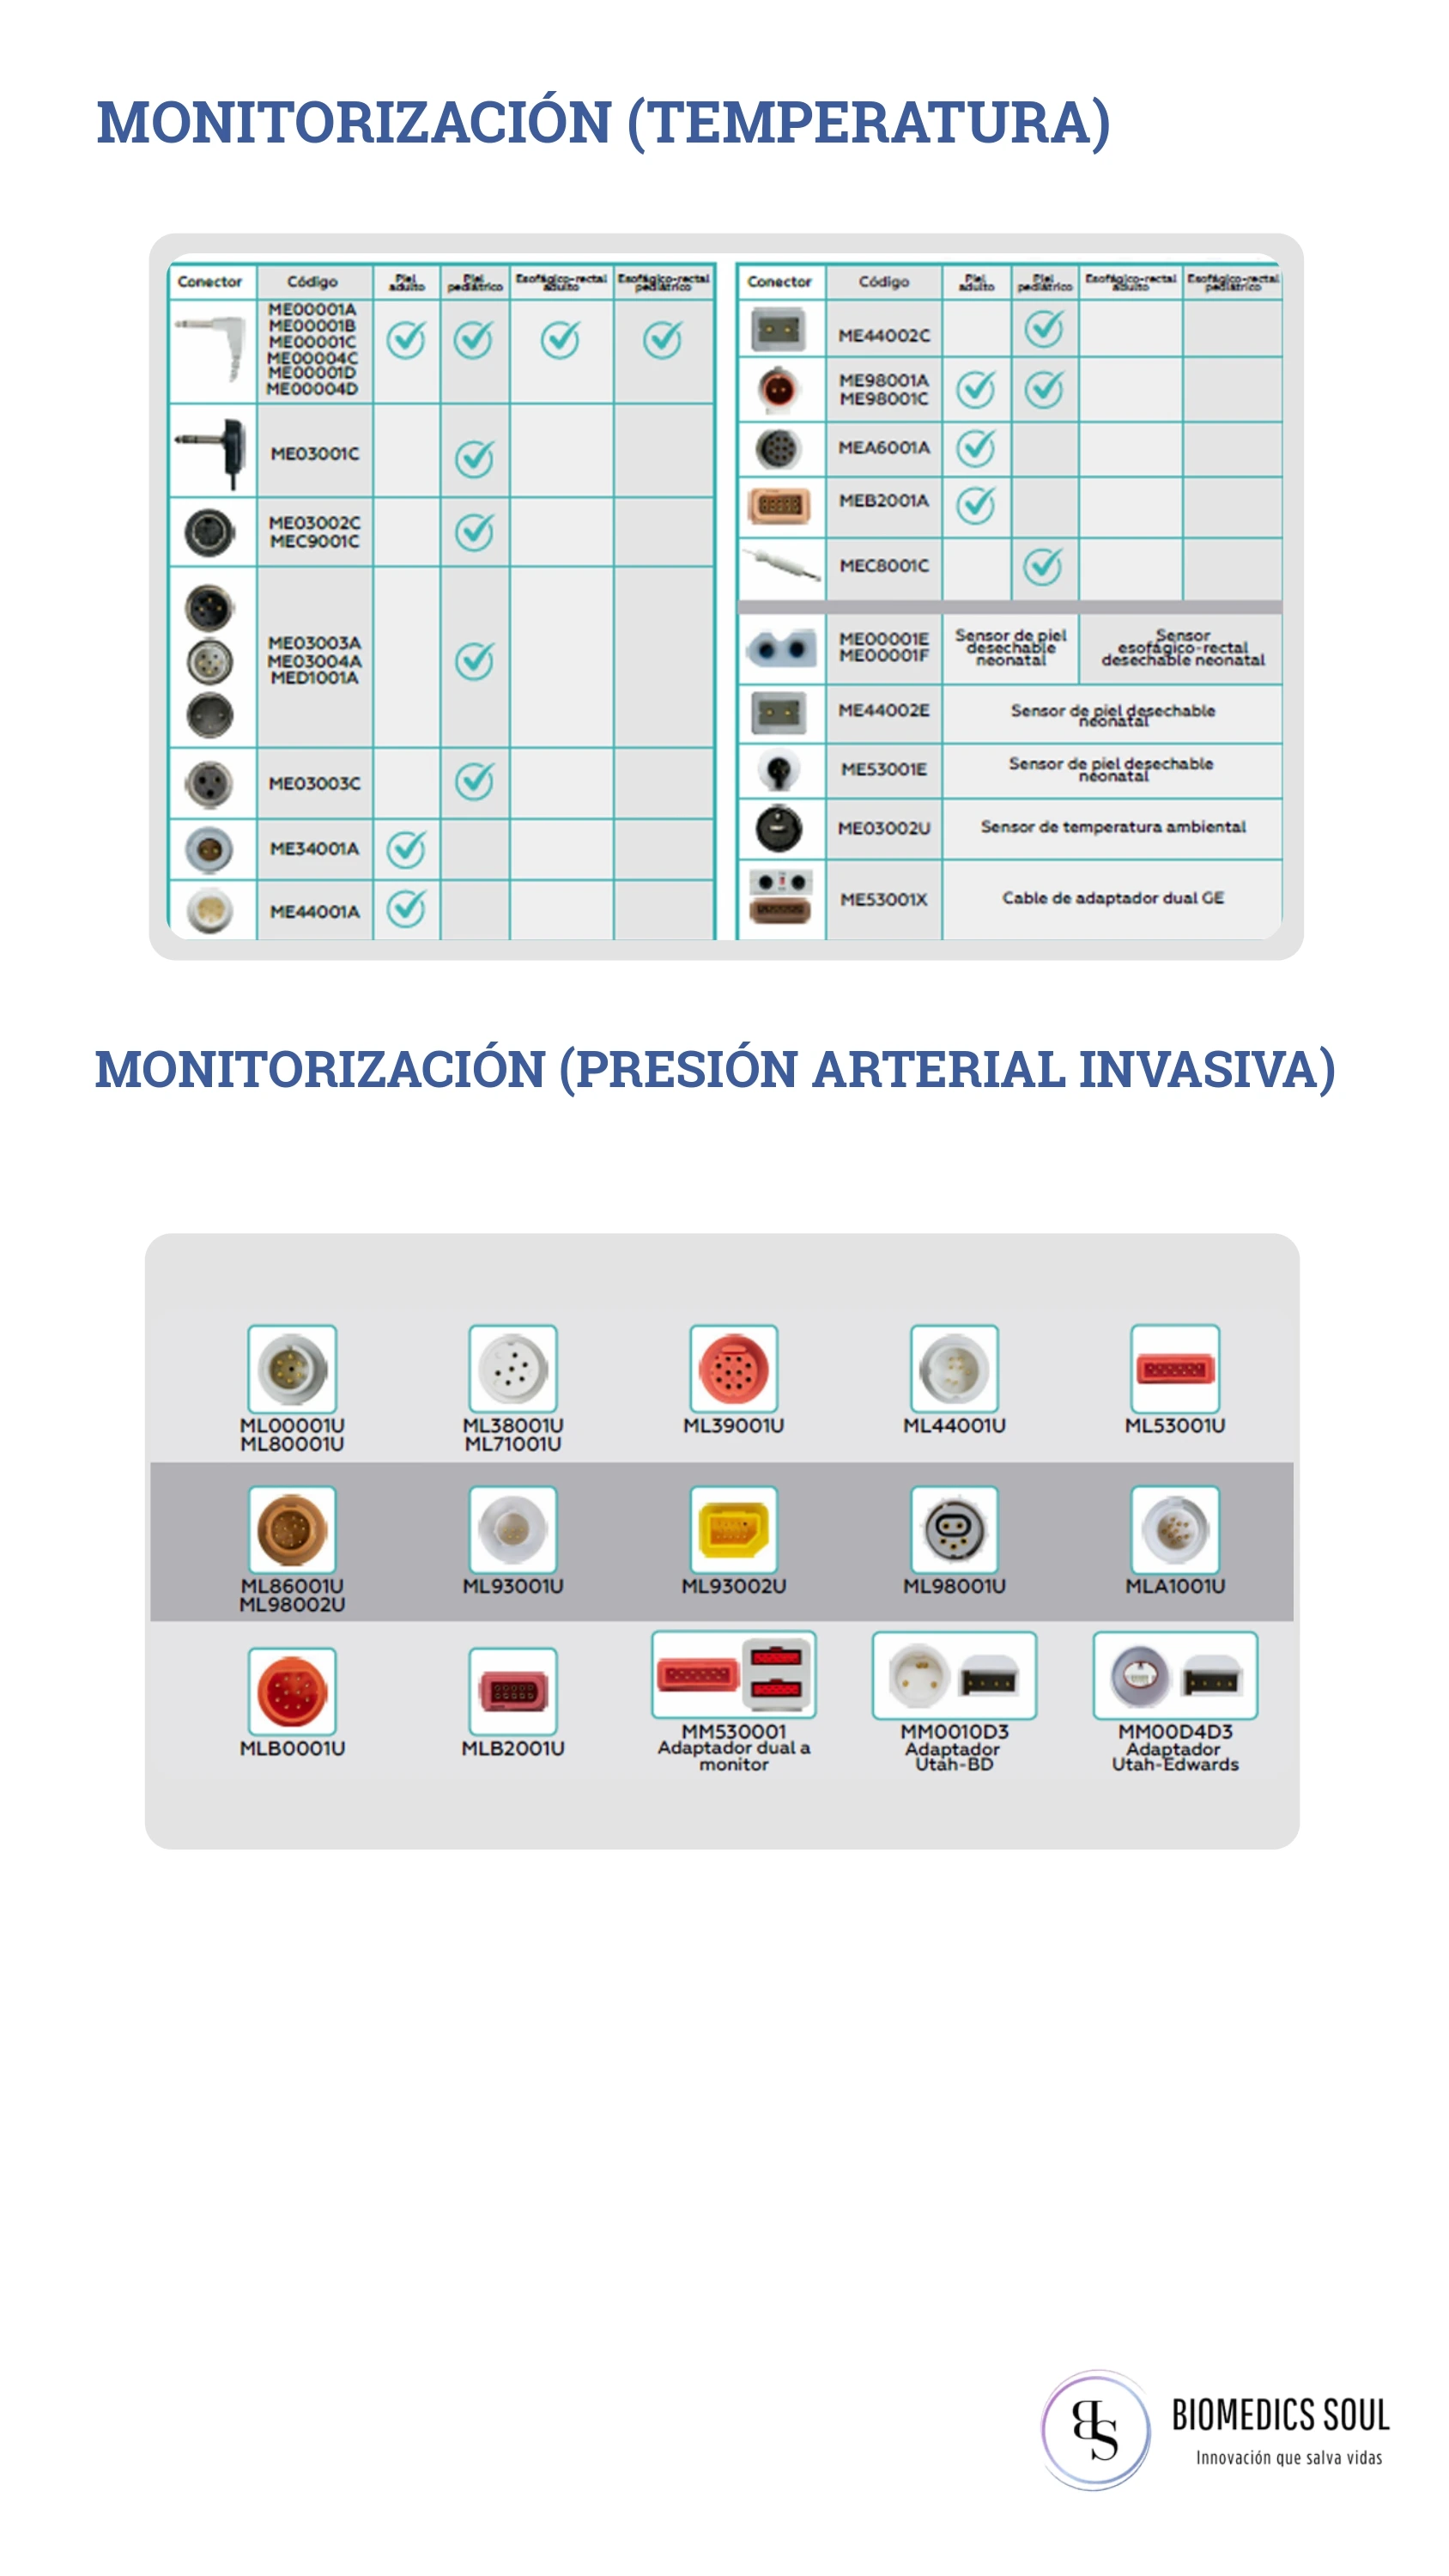 MONITORIZACIÓN (TEMPERATURA)
Conector Código Piel adulto Piel pediátrico Esofágico-rectal adulto Esofágico-rectal pediátrico
ME00001A
ME00001B
ME00001C
ME00004C
ME00001D
ME00004D
ME03001C
ME03002C
MEC9001C
ME03003A
ME03004A
MED1001A
ME03003C
ME34001A
ME44001A
Conector Código Piel adulto Piel pediátrico Esofágico-rectal adulto Esofágico-rectal pediátrico
ME44002C
ME98001A
ME98001C
MEA6001A
MEB2001A
MEC8001C
ME00001E
ME00001F
Sensor de piel
desechable
neonatal
Sensor
esofágico-rectal
desechable neonatal
ME44002E
Sensor de piel desechable
neonatal
ME53001E
Sensor de piel desechable
neonatal
ME03002U Sensor de temperatura ambiental
ME53001X Cable de adaptador dual GE
MONITORIZACIÓN (PRESIÓN ARTERIAL INVASIVA)
ML00001U
ML80001U
ML38001U
ML71001U
ML39001U
ML44001U
ML53001U
ML86001U
ML98002U
ML93001U
ML93002U
ML98001U
MLA1001U
MLB0001U
MLB2001U
MM530001
Adaptador dual a
monitor
MM0010D3
Adaptador
Utah-BD
MM00D4D3
Adaptador
Utah-Edwards
BS
BIOMEDICS SOUL
Innovación que salva vidas